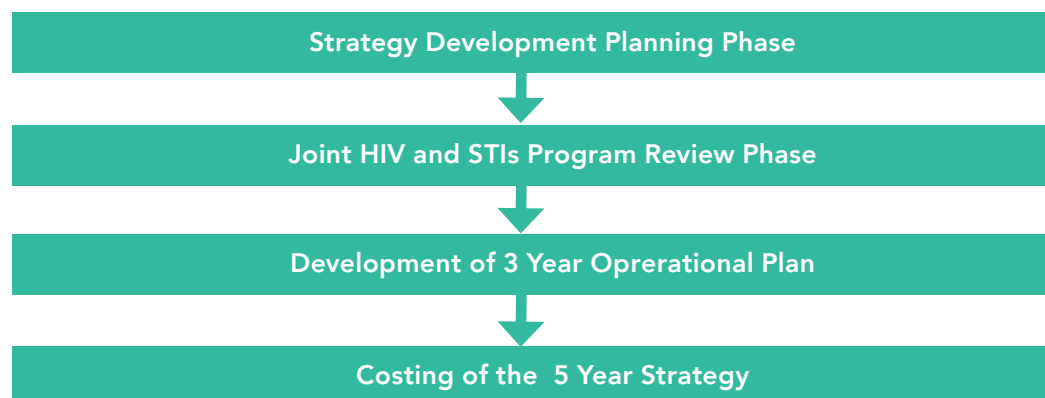 Strategy Development Planning Phase
Joint HIV and STIs Program Review Phase
Development of 3 Year Oprerational Plan
Costing of the  5 Year Strategy